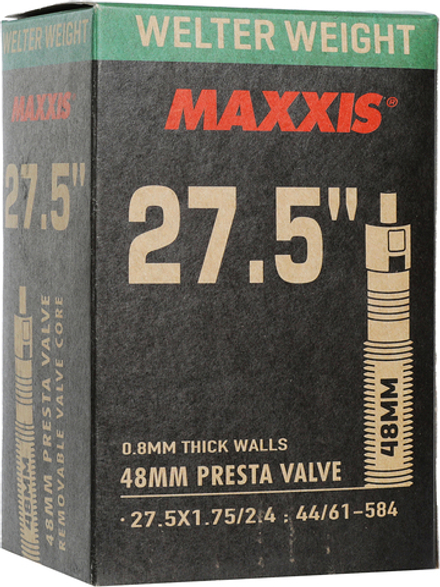 WELTER WEIGHT
MAXXIS®
27.5"
48MM
0.8MM THICK WALLS
48MM PRESTA VALVE
·27.5X1.75/2.4 : 44/61-584
MAXXIS
27.5"
48MM PRESTA VALVE
REMOVABLE VALVE CORE